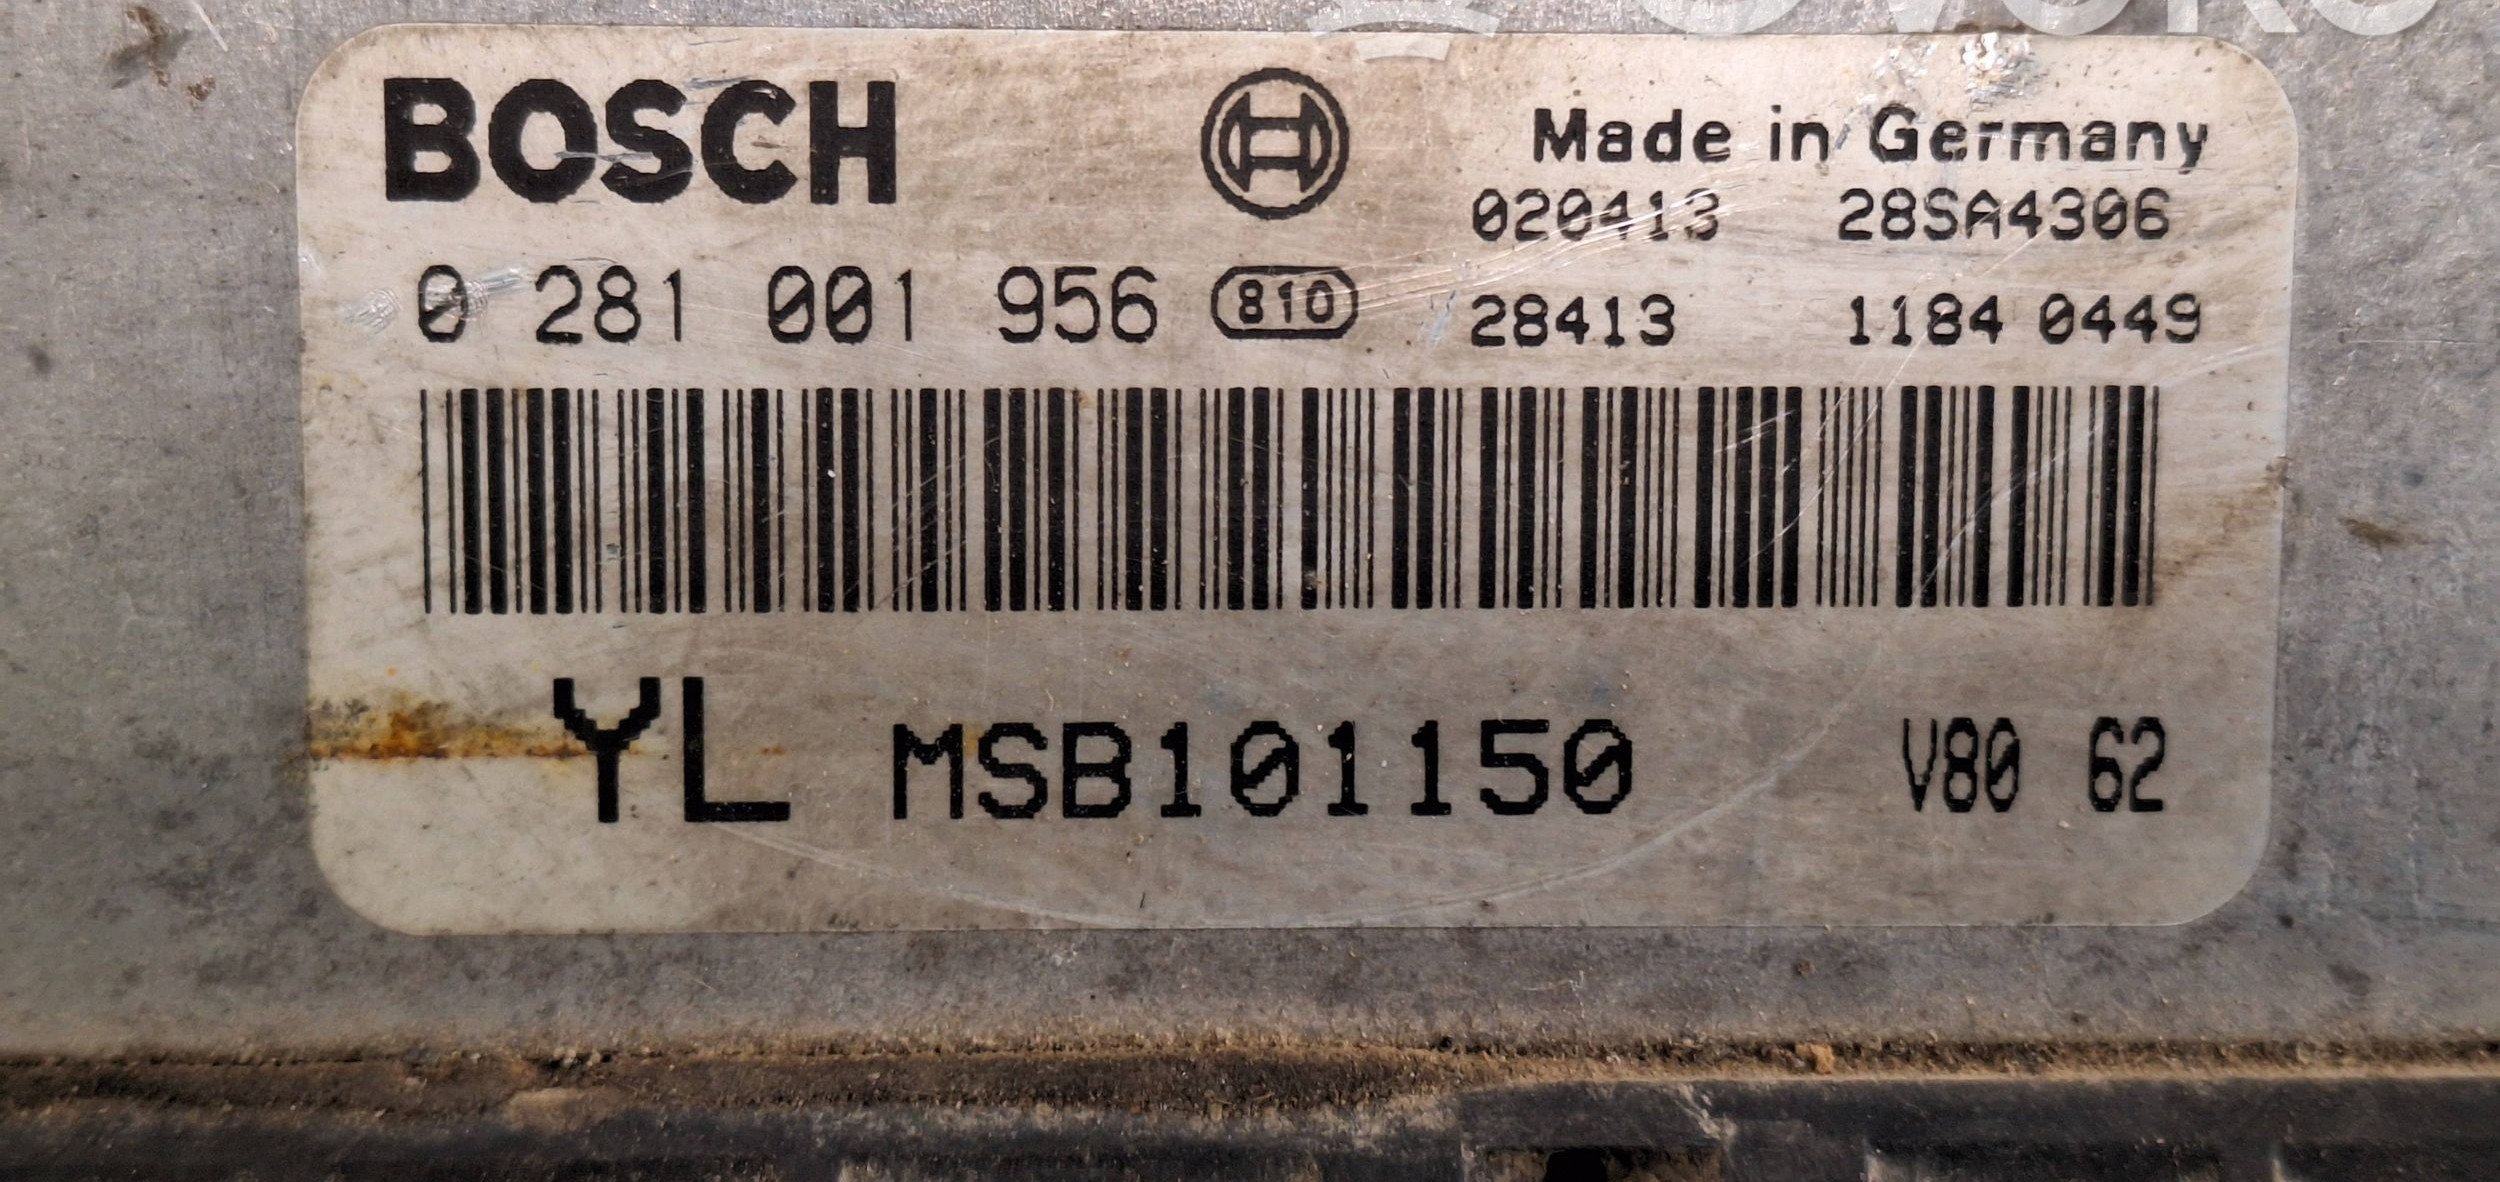 BOSCH Made in Germany
020413 28SA4306
0 281 001 956 810 28413 1184 0449
YL MSB101150 V80 62